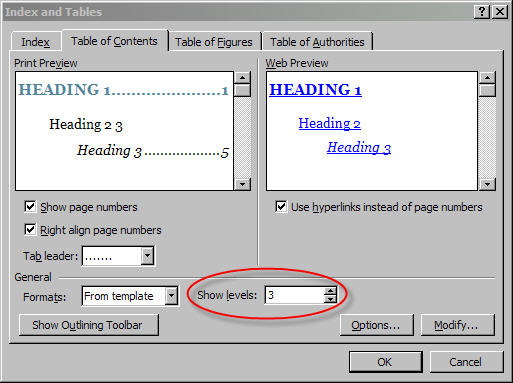 Index and Tables
Index Table of Contents Table of Figures Table of Authorities
Print Preview
HEADING 1......................1
Heading 2 3
Heading 3 ...................5
Web Preview
HEADING 1
Heading 2
Heading 3
Show page numbers
Right align page numbers
Tab leader: .......
Use hyperlinks instead of page numbers
General
Formats: From template Show levels: 3
Show Outlining Toolbar Options... Modify...
OK Cancel